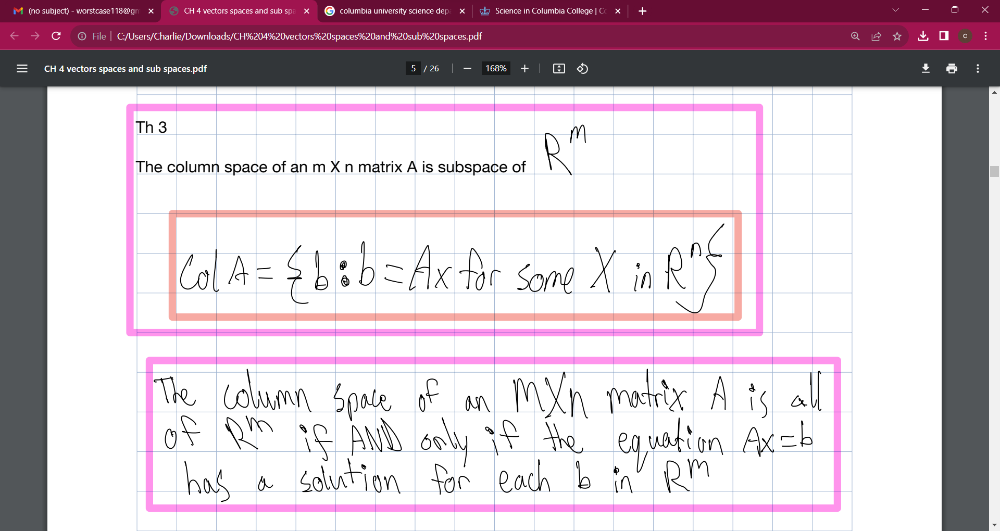 (no subject) - worstcase118@gm
CH 4 vectors spaces and sub spa
columbia university science depa
Science in Columbia College | Co
File
C:/Users/Charlie/Downloads/CH%204%20vectors%20spaces%20and%20sub%20spaces.pdf
C
CH 4 vectors spaces and sub spaces.pdf
5 / 26
168%
Th 3
The column space of an m X n matrix A is subspace of R^m
Col A = { b : b = Ax for some X in R^n }
The column space of an mXn matrix A is all
of R^m if AND only if the equation Ax=b
has a solution for each b in R^m